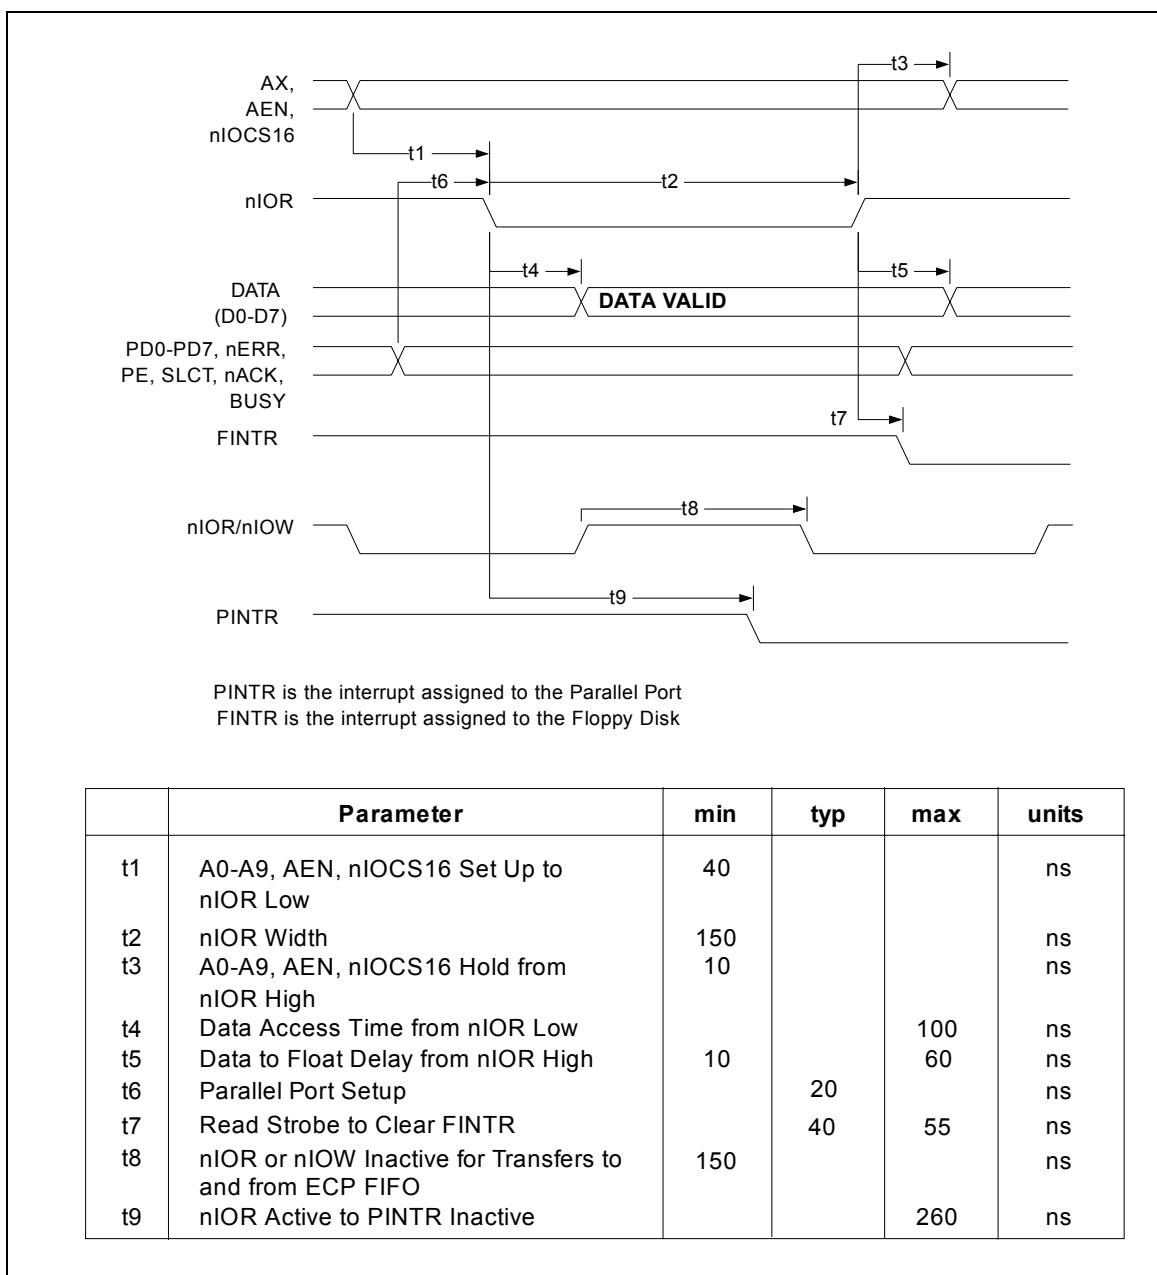 t3
AX,
AEN,
nIOCS16
t1
t6
t2
nIOR
t4
t5
DATA
(D0-D7)
DATA VALID
PD0-PD7, nERR,
PE, SLCT, nACK,
BUSY
t7
FINTR
t8
nIOR/nIOW
t9
PINTR
PINTR is the interrupt assigned to the Parallel Port
FINTR is the interrupt assigned to the Floppy Disk
Parameter min typ max units
t1 A0-A9, AEN, nIOCS16 Set Up to 40 ns
nIOR Low
t2 nIOR Width 150 ns
t3 A0-A9, AEN, nIOCS16 Hold from 10 ns
nIOR High
t4 Data Access Time from nIOR Low 100 ns
t5 Data to Float Delay from nIOR High 10 60 ns
t6 Parallel Port Setup 20 ns
t7 Read Strobe to Clear FINTR 40 55 ns
t8 nIOR or nIOW Inactive for Transfers to 150 ns
and from ECP FIFO
t9 nIOR Active to PINTR Inactive 260 ns